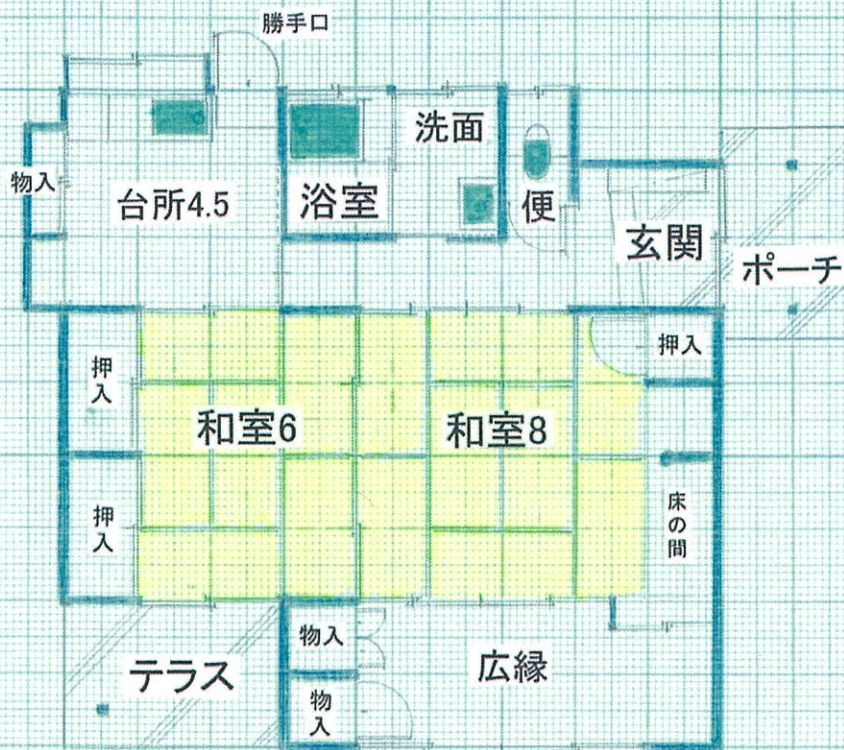 勝手口
洗面
物入
台所4.5
浴室
便
玄関
ポーチ
押入
押入
和室6
和室8
押入
床の間
物入
広縁
テラス
物入